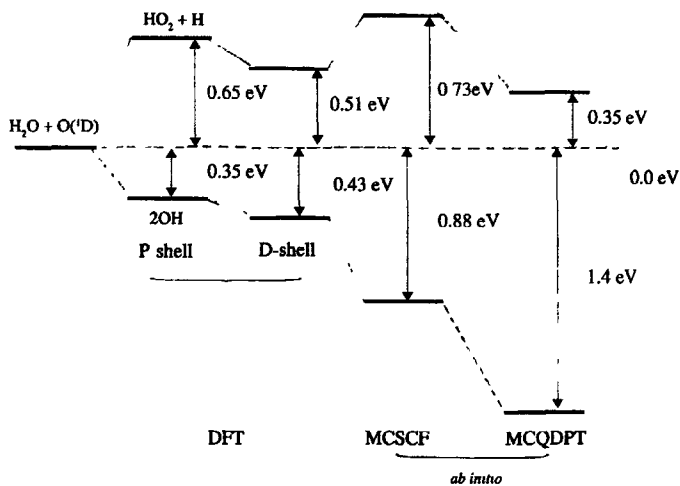 HO₂ + H
0.65 eV
0.51 eV
0 73eV
0.35 eV
H₂O + O(¹D)
0.35 eV
0.43 eV
0.0 eV
2OH
0.88 eV
P shell
D-shell
1.4 eV
DFT
MCSCF
MCQDPT
ab initio